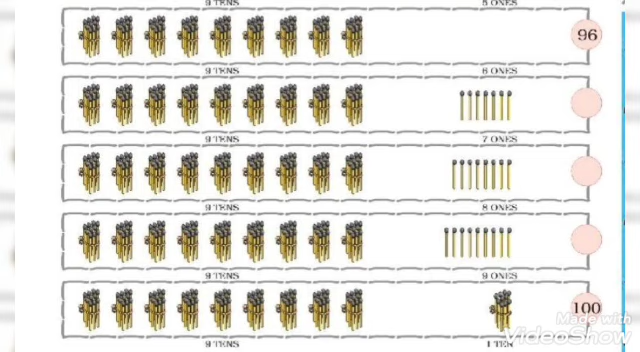 9 TENS 5 ONES
96
9 TENS 6 ONES
9 TENS 7 ONES
9 TENS 8 ONES
9 TENS 9 ONES
100
9 TENS 1 TEN
Made with
VideoShow